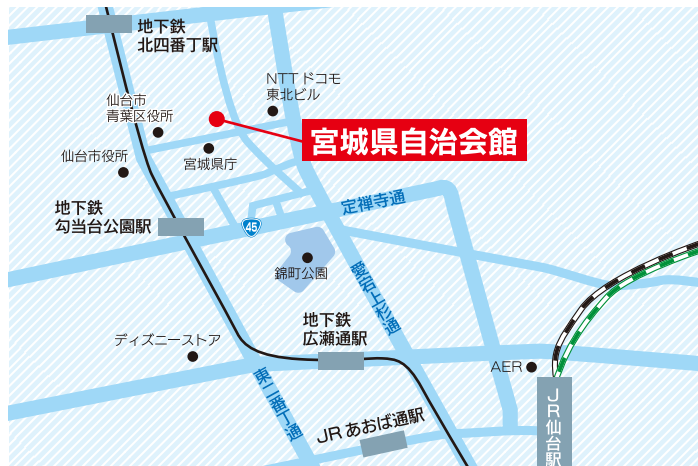 地下鉄
北四番丁駅
NTTドコモ
東北ビル
仙台市
青葉区役所
宮城県自治会館
仙台市役所
宮城県庁
地下鉄
勾当台公園駅
45
定禅寺通
錦町公園
愛宕上杉通
地下鉄
広瀬通駅
ディズニーストア
AER
東二番丁通
JRあおば通駅
JR仙台駅